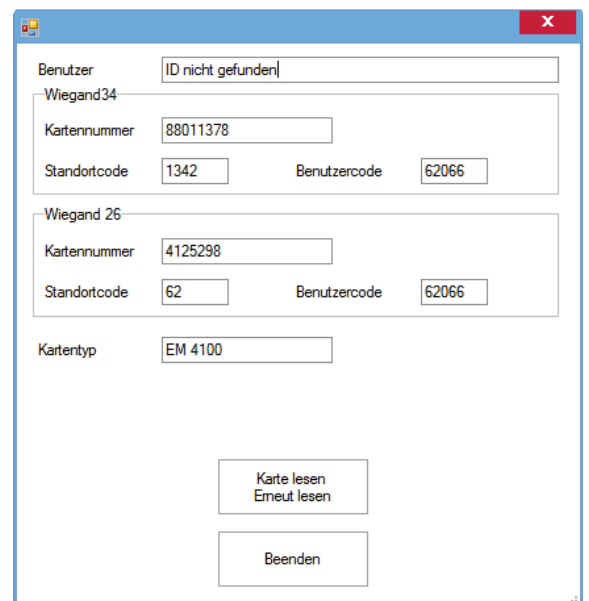 X
Benutzer ID nicht gefunden
Wiegand34
Kartennummer 88011378
Standortcode 1342 Benutzercode 62066
Wiegand 26
Kartennummer 4125298
Standortcode 62 Benutzercode 62066
Kartentyp EM 4100
Karte lesen
Erneut lesen
Beenden